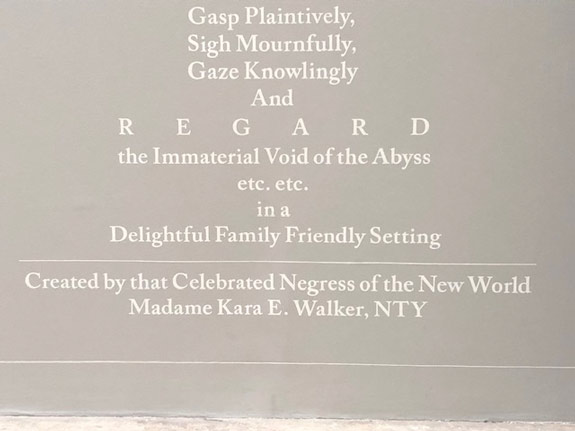 Gasp Plaintively,
Sigh Mournfully,
Gaze Knowlingly
And
R E G A R D
the Immaterial Void of the Abyss
etc. etc.
in a
Delightful Family Friendly Setting
Created by that Celebrated Negress of the New World
Madame Kara E. Walker, NTY